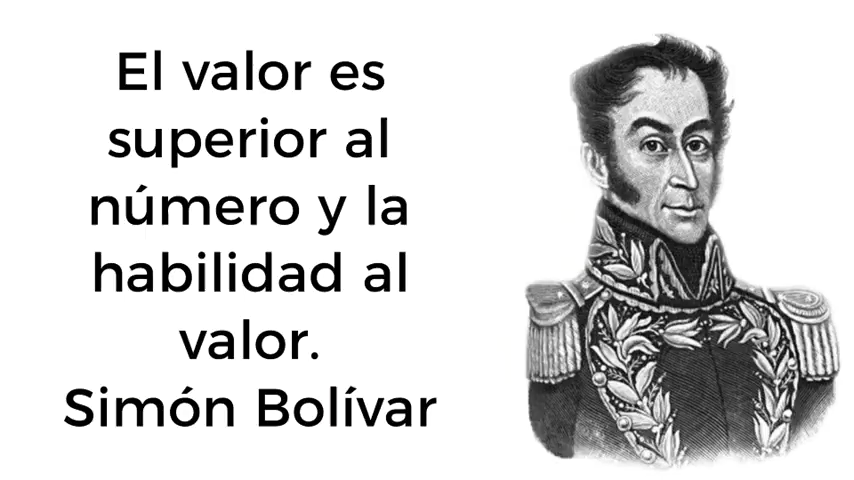 El valor es
superior al
número y la
habilidad al
valor.
Simón Bolívar